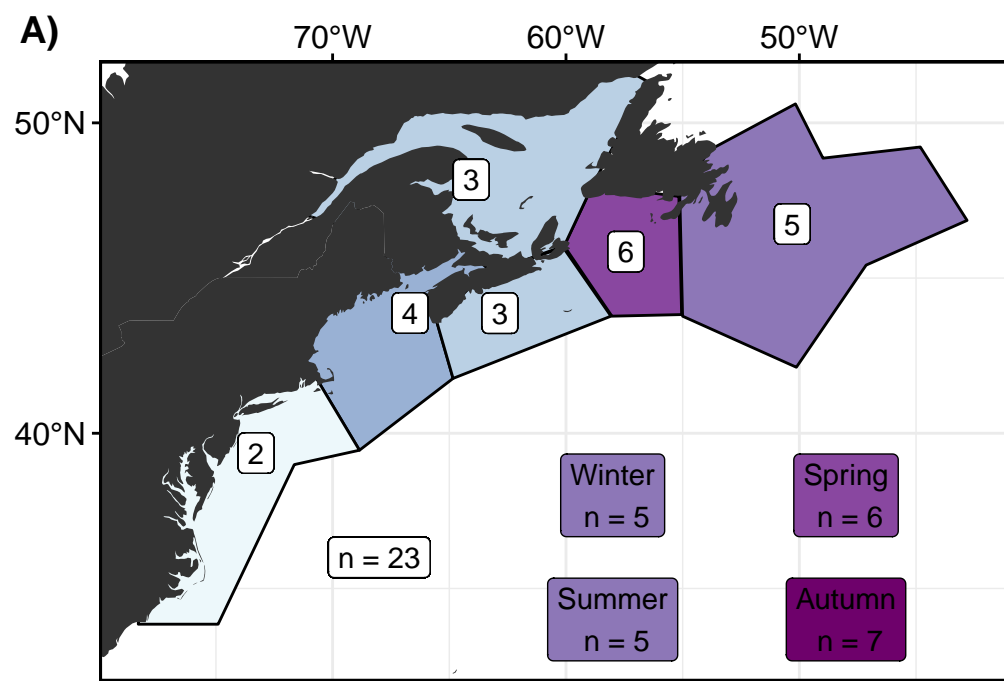 A)
70°W 60°W 50°W
50°N
40°N
3
5
6
4
3
2
n = 23
Winter
n = 5
Spring
n = 6
Summer
n = 5
Autumn
n = 7